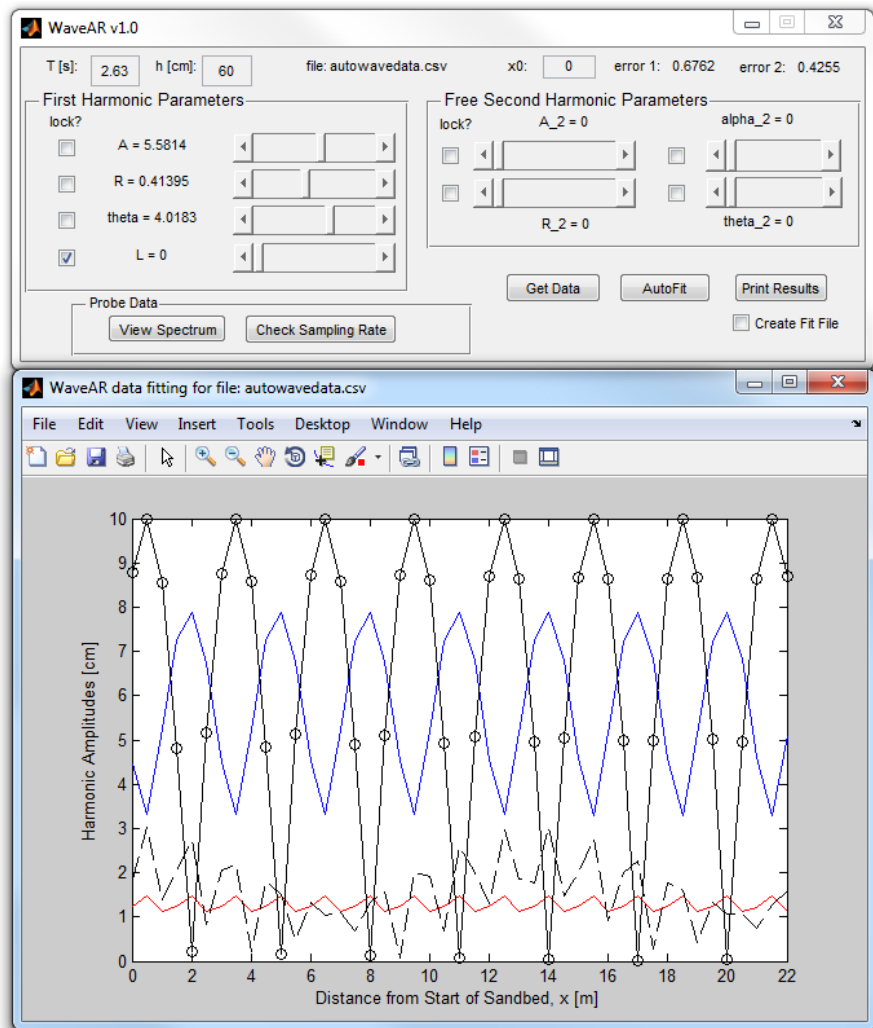 WaveAR v1.0
T [s]: 2.63 h [cm]: 60 file: autowavedata.csv x0: 0 error 1: 0.6762 error 2: 0.4255
First Harmonic Parameters
lock?
A = 5.5814
R = 0.41395
theta = 4.0183
L = 0
Free Second Harmonic Parameters
lock? A_2 = 0 alpha_2 = 0
R_2 = 0 theta_2 = 0
Get Data AutoFit Print Results
Create Fit File
Probe Data
View Spectrum Check Sampling Rate
WaveAR data fitting for file: autowavedata.csv
File Edit View Insert Tools Desktop Window Help
10
9
8
7
6
5
4
3
2
1
0
Harmonic Amplitudes [cm]
0 2 4 6 8 10 12 14 16 18 20 22
Distance from Start of Sandbed, x [m]